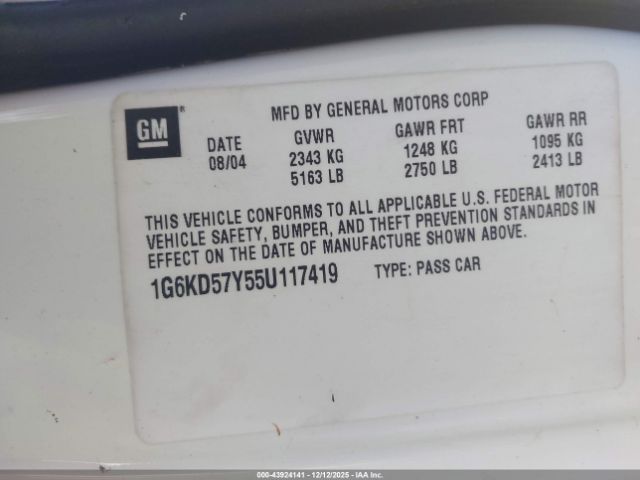 GM®
MFD BY GENERAL MOTORS CORP
DATE GVWR GAWR FRT GAWR RR
08/04 2343 KG 1248 KG 1095 KG
5163 LB 2750 LB 2413 LB
THIS VEHICLE CONFORMS TO ALL APPLICABLE U.S. FEDERAL MOTOR
VEHICLE SAFETY, BUMPER, AND THEFT PREVENTION STANDARDS IN
EFFECT ON THE DATE OF MANUFACTURE SHOWN ABOVE.
1G6KD57Y55U117419 TYPE: PASS CAR
000-43924141 - 12/12/2025 - Copyright © IAA, LLC